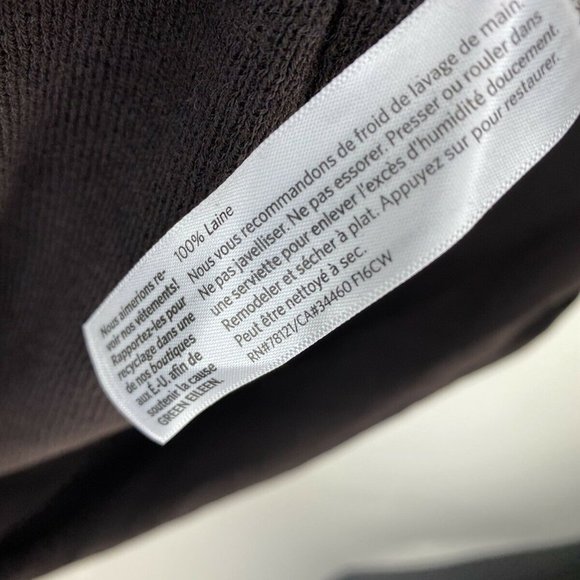 100% Laine
Nous vous recommandons de froid de lavage de main.
Ne pas javelliser. Ne pas essorer. Presser ou rouler dans
une serviette pour enlever l'excès d'humidité doucement.
Remodeler et sécher à plat. Appuyez sur pour restaurer.
Peut être nettoyé à sec.
RN#78121/CA#34460 F16CW
Nous aimerions re-
voir nos vêtements!
Rapportez-les pour
recyclage dans une
de nos boutiques
aux E.-U. afin de
soutenir la cause
GREEN EILEEN.